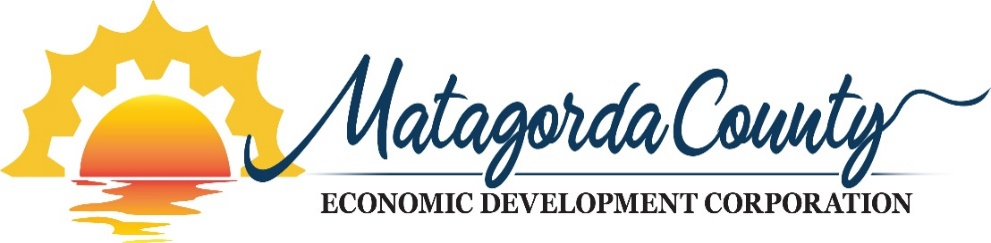 Matagorda County
ECONOMIC DEVELOPMENT CORPORATION